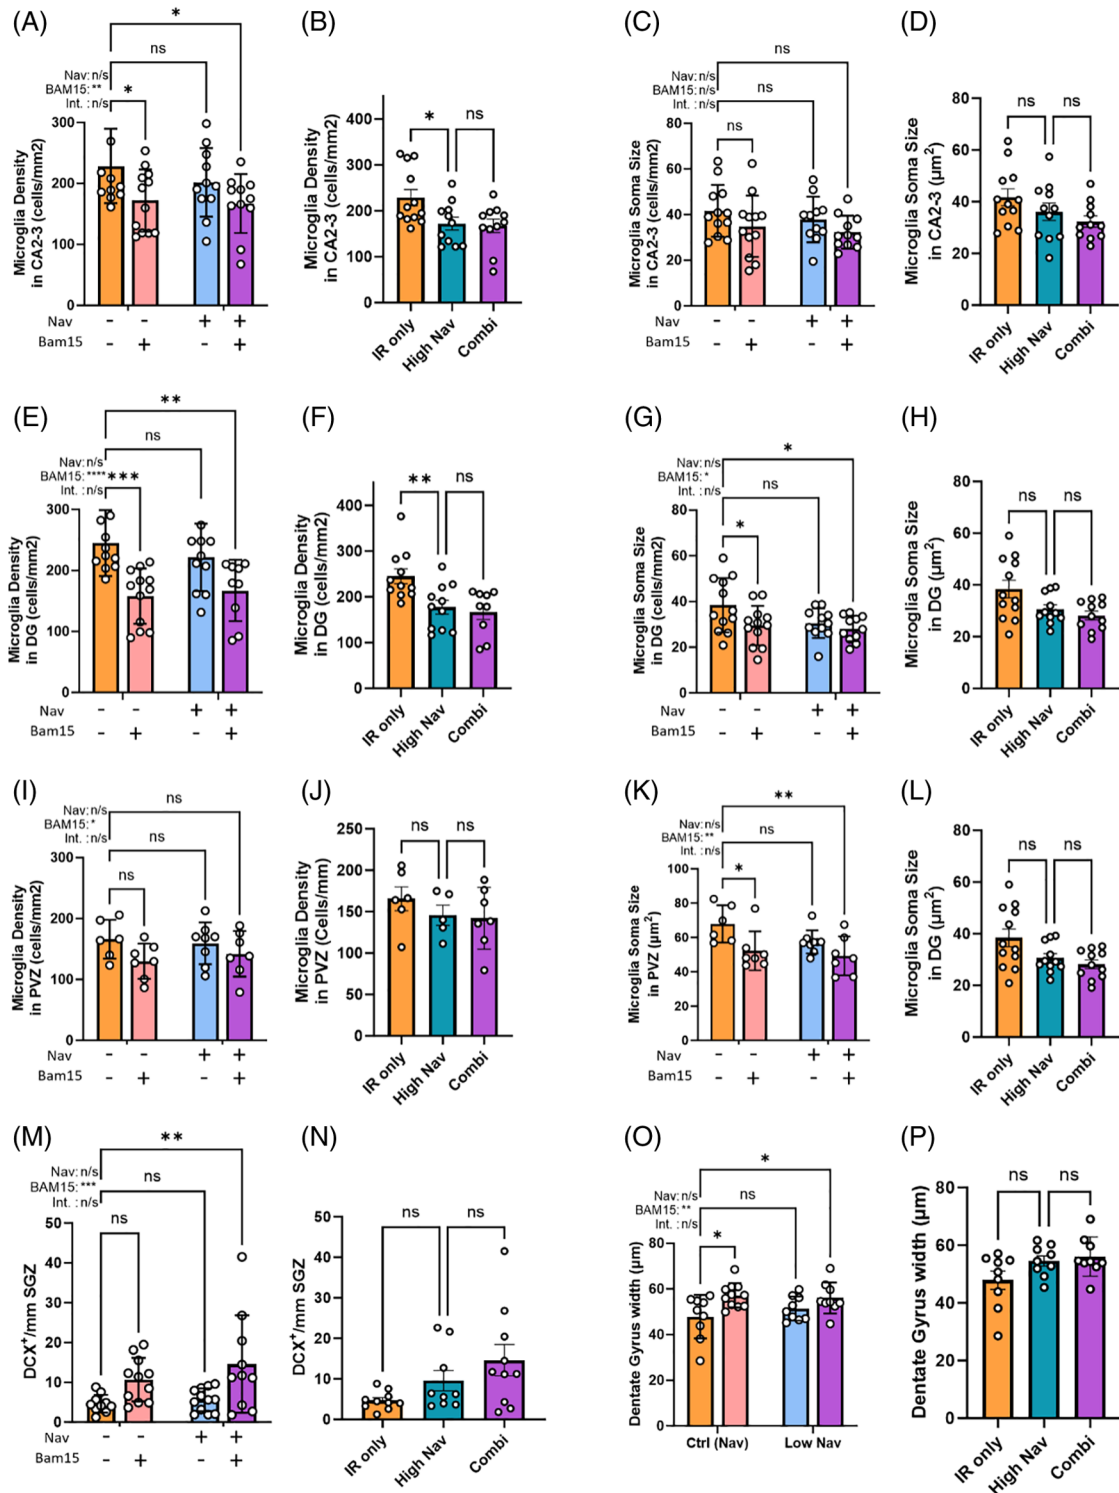 (A)
*
ns
Nav: n/s
BAM15: **
Int. : n/s
*
Microglia Density
in CA2-3 (cells/mm2)
300
200
100
0
Nav - - + +
Bam15 - + - +
(B)
*
ns
Microglia Density
in CA2-3 (cells/mm2)
400
300
200
100
0
IR only
High Nav
Combi
(C)
ns
Nav: n/s
BAM15: n/s
Int. : n/s
ns
ns
Microglia Soma Size
in CA2-3 (cells/mm2)
80
60
40
20
0
Nav - - + +
Bam15 - + - +
(D)
ns
ns
Microglia Soma Size
in CA2-3 (µm²)
80
60
40
20
0
IR only
High Nav
Combi
(E)
**
ns
Nav: n/s
BAM15: ****
Int. : n/s
***
Microglia Density
in DG (cells/mm2)
300
200
100
0
Nav - - + +
Bam15 - + - +
(F)
**
ns
Microglia Density
in DG (cells/mm2)
400
300
200
100
0
IR only
High Nav
Combi
(G)
*
Nav: n/s
BAM15: *
Int. : n/s
ns
*
Microglia Soma Size
in DG (cells/mm2)
80
60
40
20
0
Nav - - + +
Bam15 - + - +
(H)
ns
ns
Microglia Soma Size
in DG (µm²)
80
60
40
20
0
IR only
High Nav
Combi
(I)
ns
Nav: n/s
BAM15: *
Int. : n/s
ns
ns
Microglia Density
in PVZ (cells/mm2)
300
200
100
0
Nav - - + +
Bam15 - + - +
(J)
ns
ns
Microglia Density
in PVZ (Cells/mm)
250
200
150
100
50
0
IR only
High Nav
Combi
(K)
**
Nav: n/s
BAM15: **
Int. : n/s
ns
*
Microglia Soma Size
in PVZ (µm²)
100
80
60
40
20
0
Nav - - + +
Bam15 - + - +
(L)
ns
ns
Microglia Soma Size
in DG (µm²)
80
60
40
20
0
IR only
High Nav
Combi
(M)
**
Nav: n/s
BAM15: ***
Int. : n/s
ns
ns
DCX⁺/mm SGZ
50
40
30
20
10
0
Nav - - + +
Bam15 - + - +
(N)
ns
ns
DCX⁺/mm SGZ
50
40
30
20
10
0
IR only
High Nav
Combi
(O)
*
Nav: n/s
BAM15: **
Int. : n/s
ns
*
Dentate Gyrus width (µm)
80
60
40
20
0
Ctrl (Nav)
Low Nav
(P)
ns
ns
Dentate Gyrus width (µm)
80
60
40
20
0
IR only
High Nav
Combi